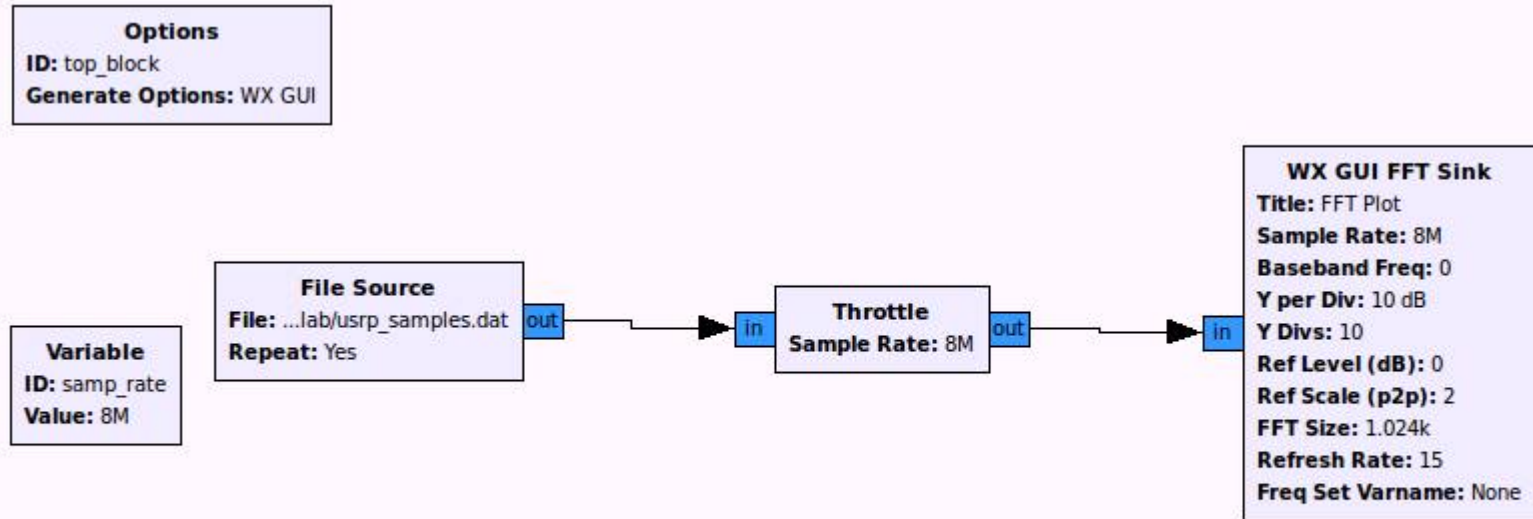 Options
ID: top_block
Generate Options: WX GUI
Variable
ID: samp_rate
Value: 8M
File Source
File: ...lab/usrp_samples.dat
Repeat: Yes
out
in
Throttle
Sample Rate: 8M
out
in
WX GUI FFT Sink
Title: FFT Plot
Sample Rate: 8M
Baseband Freq: 0
Y per Div: 10 dB
Y Divs: 10
Ref Level (dB): 0
Ref Scale (p2p): 2
FFT Size: 1.024k
Refresh Rate: 15
Freq Set Varname: None